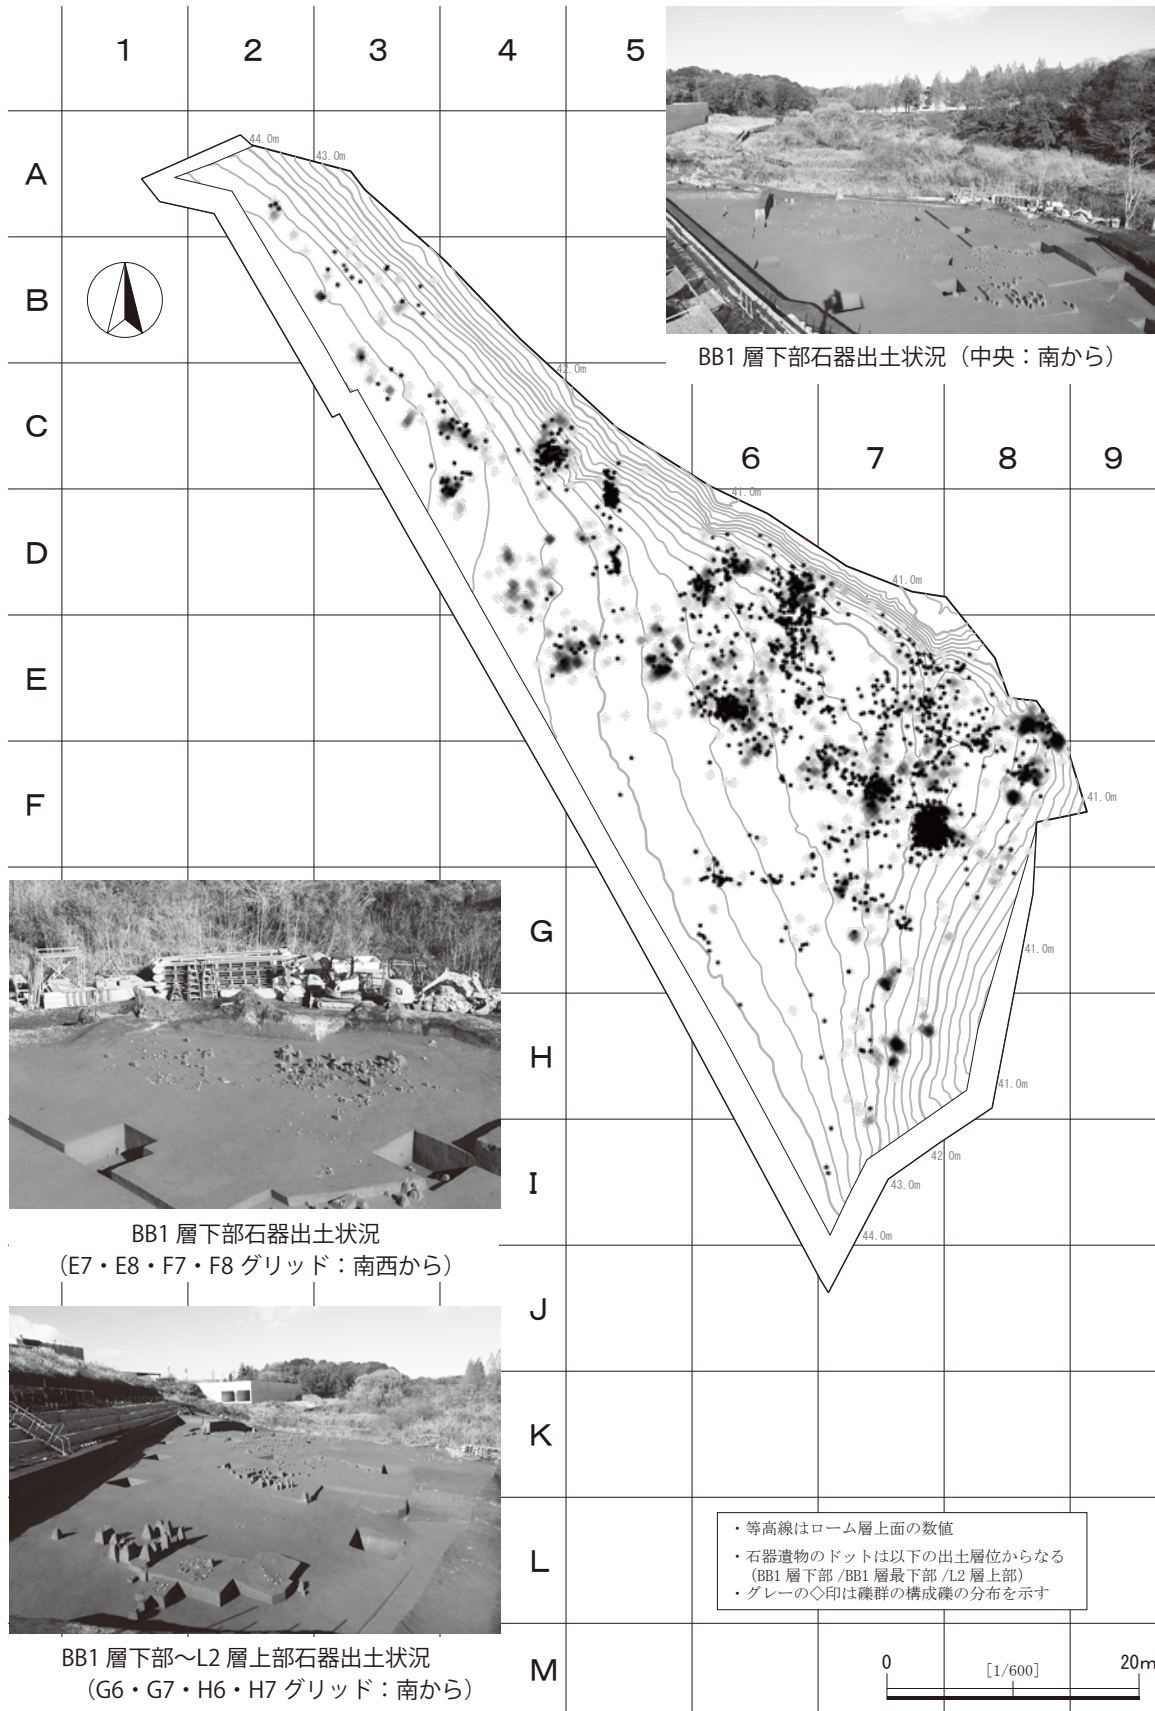 1 2 3 4 5
A
44.0m
43.0m
B
BB1 層下部石器出土状況（中央：南から）
42.0m
C
6 7 8 9
41.0m
D
41.0m
E
F
41.0m
G
41.0m
H
41.0m
BB1 層下部石器出土状況
（E7・E8・F7・F8 グリッド：南西から）
42.0m
I
43.0m
44.0m
J
K
L
・等高線はローム層上面の数値
・石器遺物のドットは以下の出土層位からなる
（BB1 層下部 /BB1 層最下部 /L2 層上部）
・グレーの◇印は礫群の構成礫の分布を示す
BB1 層下部～L2 層上部石器出土状況
（G6・G7・H6・H7 グリッド：南から）
M
0 [1/600] 20m